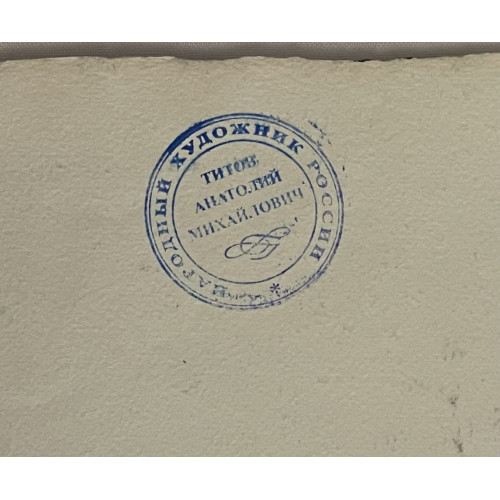 НАРОДНЫЙ ХУДОЖНИК РОССИИ
*
ТИТОВ
АНАТОЛИЙ
МИХАЙЛОВИЧ